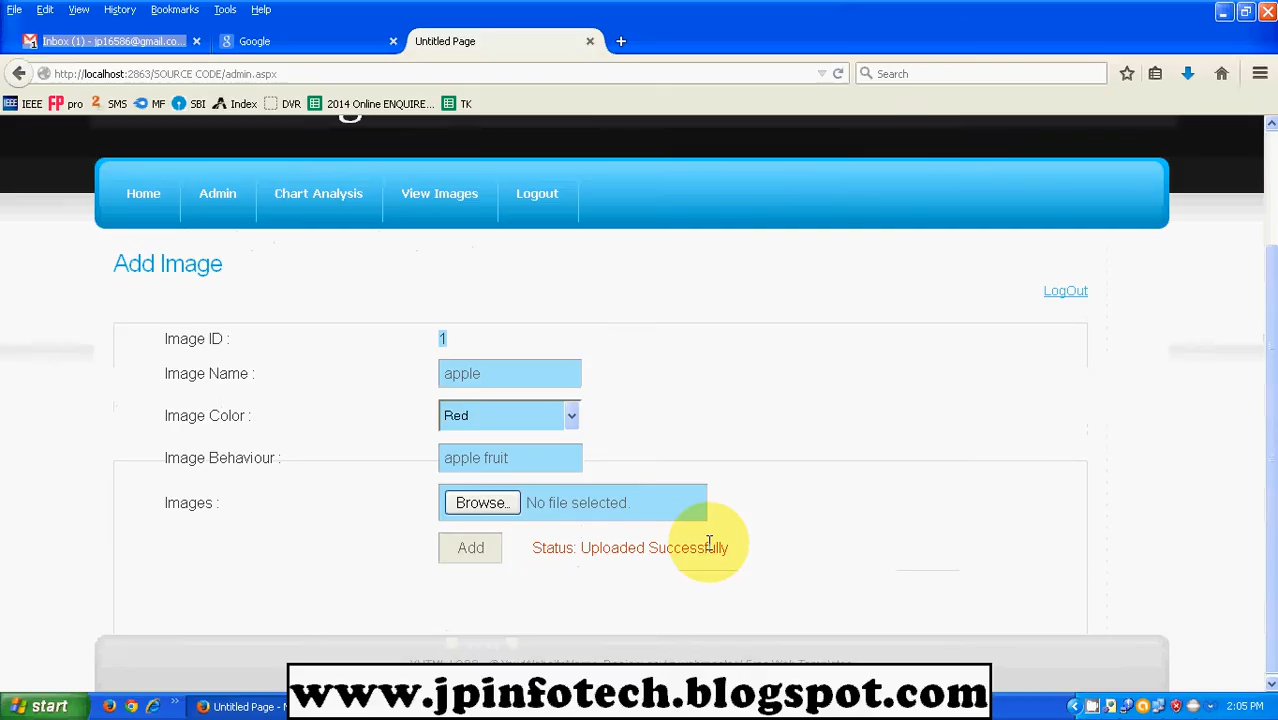 File Edit View History Bookmarks Tools Help
Inbox (1) - jp16586@gmail.co...
Google
Untitled Page
http://localhost:2863/SOURCE CODE/admin.aspx
Search
IEEE FP pro SMS MF SBI Index DVR 2014 Online ENQUIRE... TK
Home Admin Chart Analysis View Images Logout
Add Image
LogOut
Image ID : 1
Image Name : apple
Image Color : Red
Image Behaviour : apple fruit
Images : Browse.. No file selected.
Add Status: Uploaded Successfully
www.jpinfotech.blogspot.com
start
Untitled Page -
2:05 PM